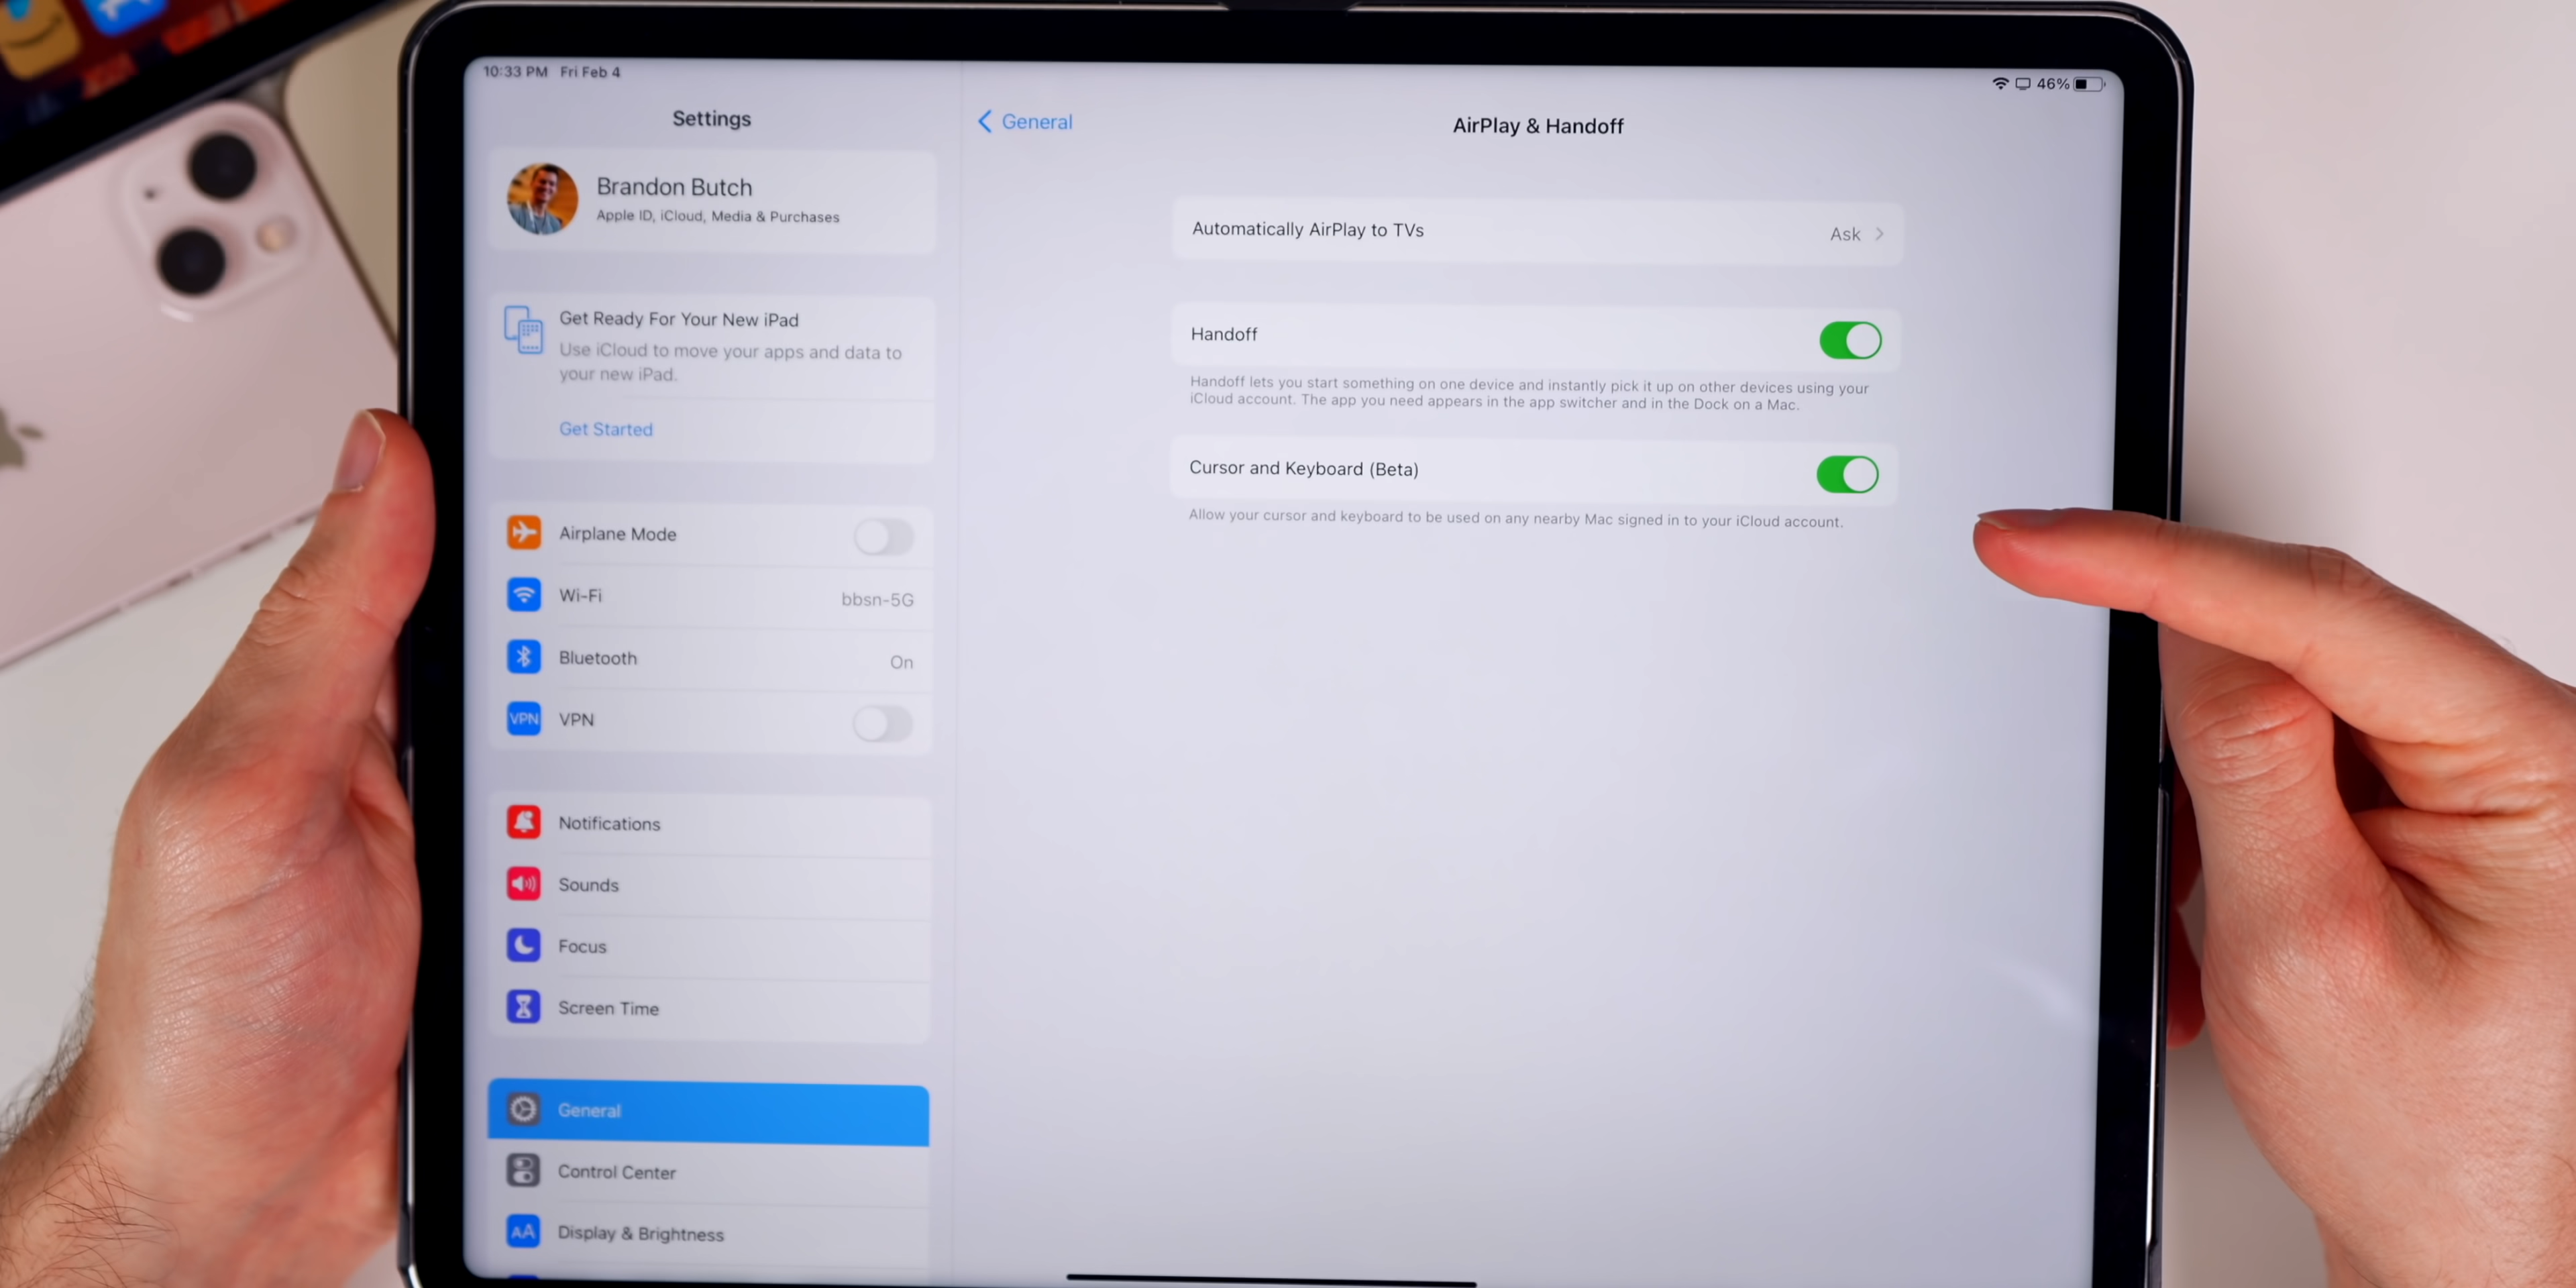 10:33 PM Fri Feb 4
46%
Settings
Brandon Butch
Apple ID, iCloud, Media & Purchases
Get Ready For Your New iPad
Use iCloud to move your apps and data to
your new iPad.
Get Started
Airplane Mode
Wi-Fi bbsn-5G
Bluetooth On
VPN VPN
Notifications
Sounds
Focus
Screen Time
General
Control Center
AA Display & Brightness
General
AirPlay & Handoff
Automatically AirPlay to TVs Ask
Handoff
Handoff lets you start something on one device and instantly pick it up on other devices using your
iCloud account. The app you need appears in the app switcher and in the Dock on a Mac.
Cursor and Keyboard (Beta)
Allow your cursor and keyboard to be used on any nearby Mac signed in to your iCloud account.